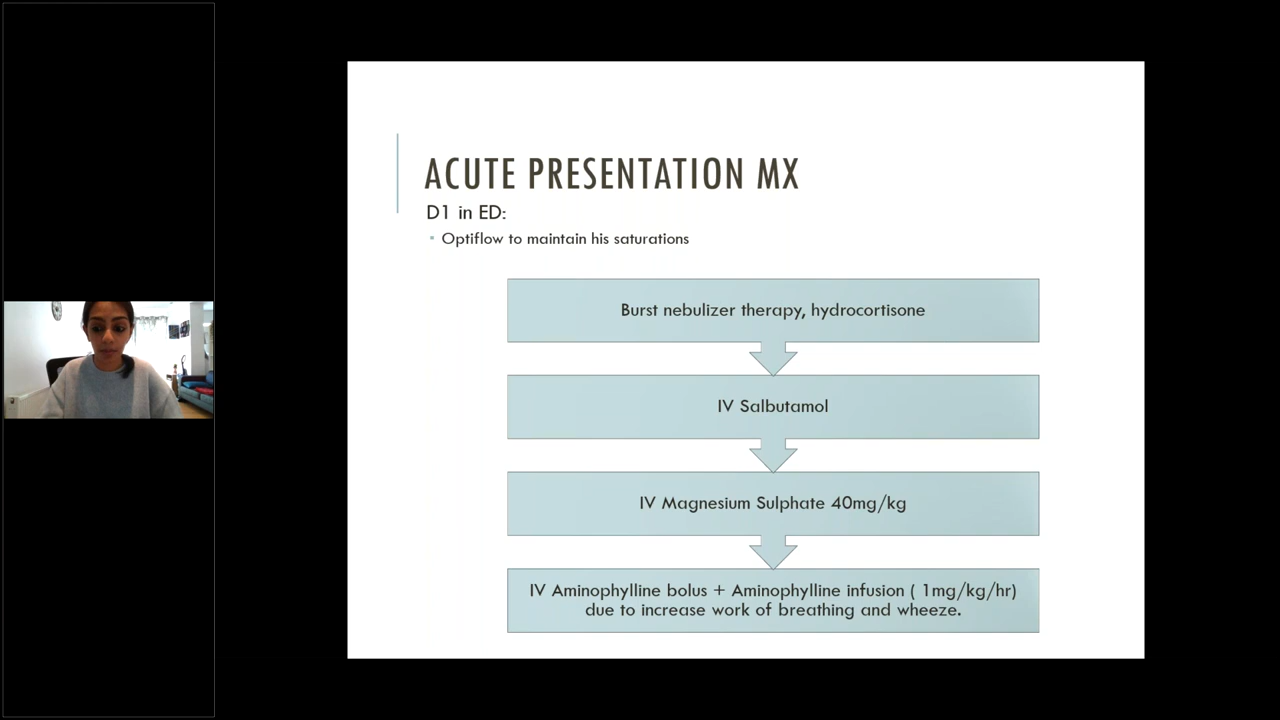 ACUTE PRESENTATION MX
D1 in ED:
• Optiflow to maintain his saturations
Burst nebulizer therapy, hydrocortisone
IV Salbutamol
IV Magnesium Sulphate 40mg/kg
IV Aminophylline bolus + Aminophylline infusion ( 1mg/kg/hr)
due to increase work of breathing and wheeze.